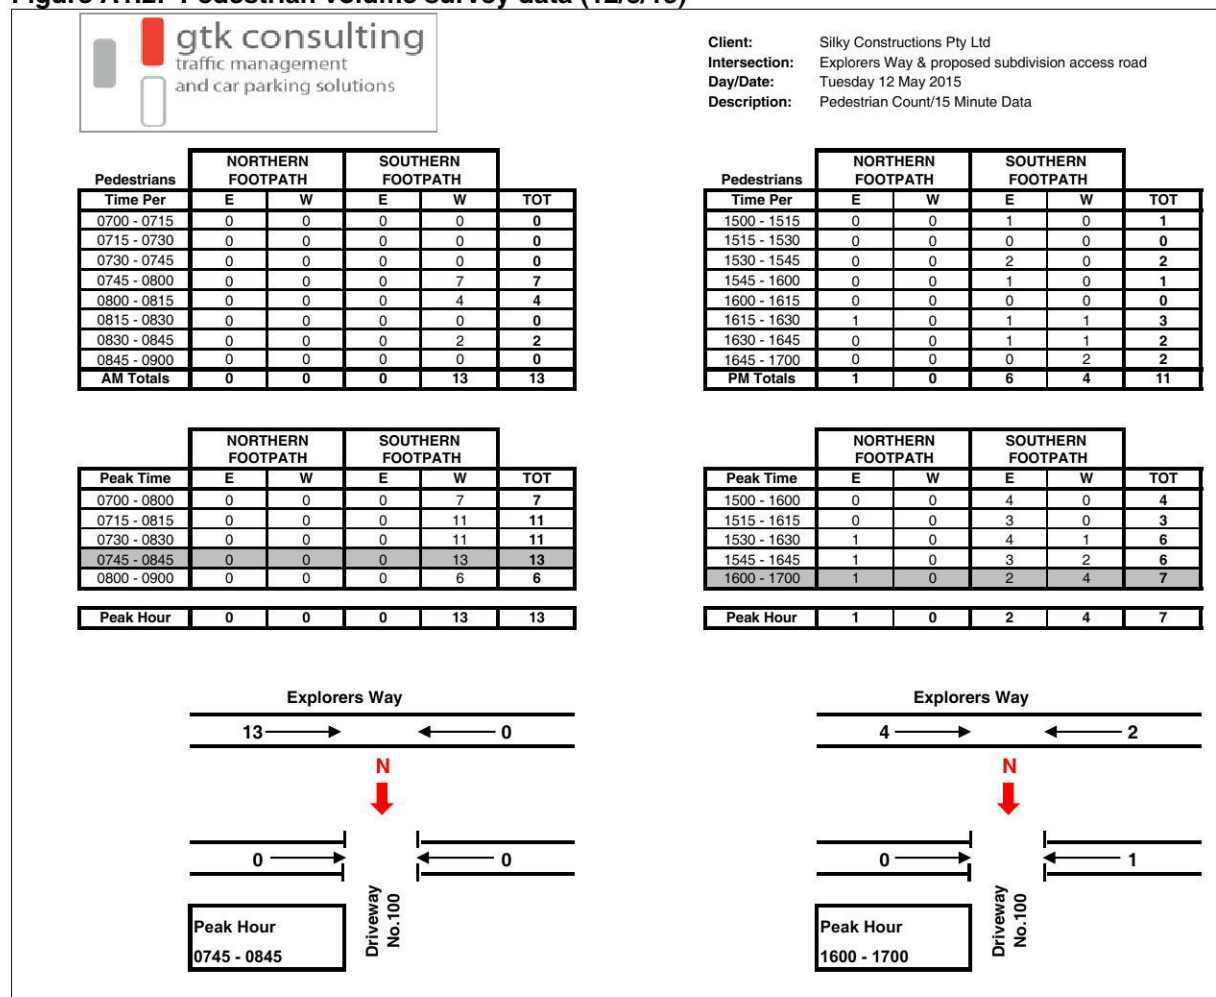 Figure A1.2: Pedestrian volume survey data (12/5/15)
gtk consulting
traffic management
and car parking solutions
Client: Silky Constructions Pty Ltd
Intersection: Explorers Way & proposed subdivision access road
Day/Date: Tuesday 12 May 2015
Description: Pedestrian Count/15 Minute Data
NORTHERN SOUTHERN
Pedestrians FOOTPATH FOOTPATH
Time Per E W E W TOT
0700 - 0715 0 0 0 0 0
0715 - 0730 0 0 0 0 0
0730 - 0745 0 0 0 0 0
0745 - 0800 0 0 0 7 7
0800 - 0815 0 0 0 4 4
0815 - 0830 0 0 0 0 0
0830 - 0845 0 0 0 2 2
0845 - 0900 0 0 0 0 0
AM Totals 0 0 0 13 13
NORTHERN SOUTHERN
Pedestrians FOOTPATH FOOTPATH
Time Per E W E W TOT
1500 - 1515 0 0 1 0 1
1515 - 1530 0 0 0 0 0
1530 - 1545 0 0 2 0 2
1545 - 1600 0 0 1 0 1
1600 - 1615 0 0 0 0 0
1615 - 1630 1 0 1 1 3
1630 - 1645 0 0 1 1 2
1645 - 1700 0 0 0 2 2
PM Totals 1 0 6 4 11
NORTHERN SOUTHERN
FOOTPATH FOOTPATH
Peak Time E W E W TOT
0700 - 0800 0 0 0 7 7
0715 - 0815 0 0 0 11 11
0730 - 0830 0 0 0 11 11
0745 - 0845 0 0 0 13 13
0800 - 0900 0 0 0 6 6
Peak Hour 0 0 0 13 13
NORTHERN SOUTHERN
FOOTPATH FOOTPATH
Peak Time E W E W TOT
1500 - 1600 0 0 4 0 4
1515 - 1615 0 0 3 0 3
1530 - 1630 1 0 4 1 6
1545 - 1645 1 0 3 2 6
1600 - 1700 1 0 2 4 7
Peak Hour 1 0 2 4 7
Explorers Way
13 0
N
0 0
Driveway
No.100
Peak Hour
0745 - 0845
Explorers Way
4 2
N
0 1
Driveway
No.100
Peak Hour
1600 - 1700